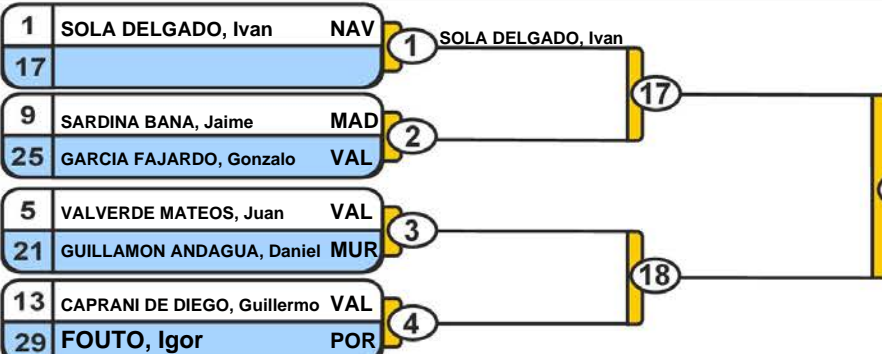 1 SOLA DELGADO, Ivan NAV
17
1 SOLA DELGADO, Ivan
9 SARDINA BANA, Jaime MAD
25 GARCIA FAJARDO, Gonzalo VAL
2
17
5 VALVERDE MATEOS, Juan VAL
21 GUILLAMON ANDAGUA, Daniel MUR
3
13 CAPRANI DE DIEGO, Guillermo VAL
29 FOUTO, Igor POR
4
18